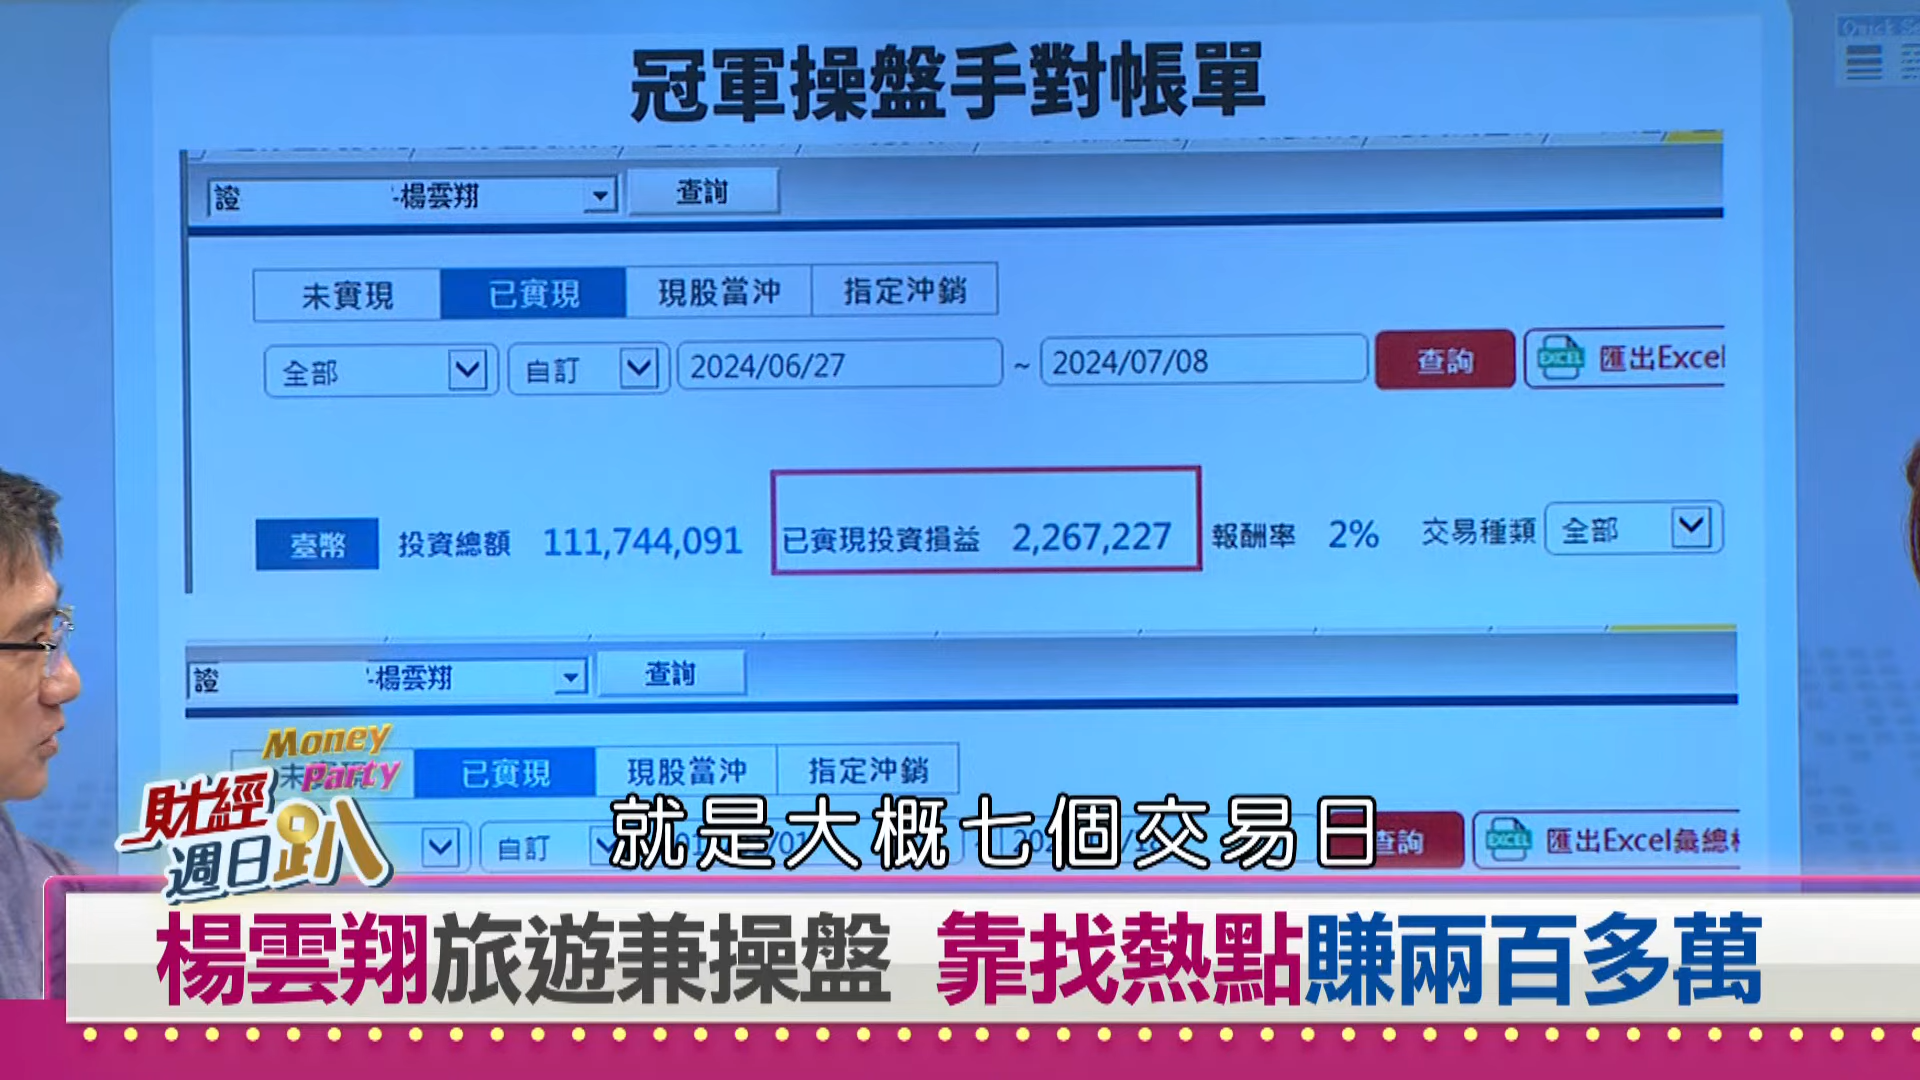 Quick Se
冠軍操盤手對帳單
證 -楊雲翔 查詢
未實現 已實現 現股當沖 指定沖銷
全部 自訂 2024/06/27 ~ 2024/07/08 查詢 EXCEL 匯出Excel
臺幣 投資總額 111,744,091 已實現投資損益 2,267,227 報酬率 2% 交易種類 全部
證 -楊雲翔 查詢
已實現 現股當沖 指定沖銷
自訂 查詢 EXCEL 匯出Excel彙總
Money Party
財經週日趴
就是大概七個交易日
楊雲翔旅遊兼操盤 靠找熱點賺兩百多萬